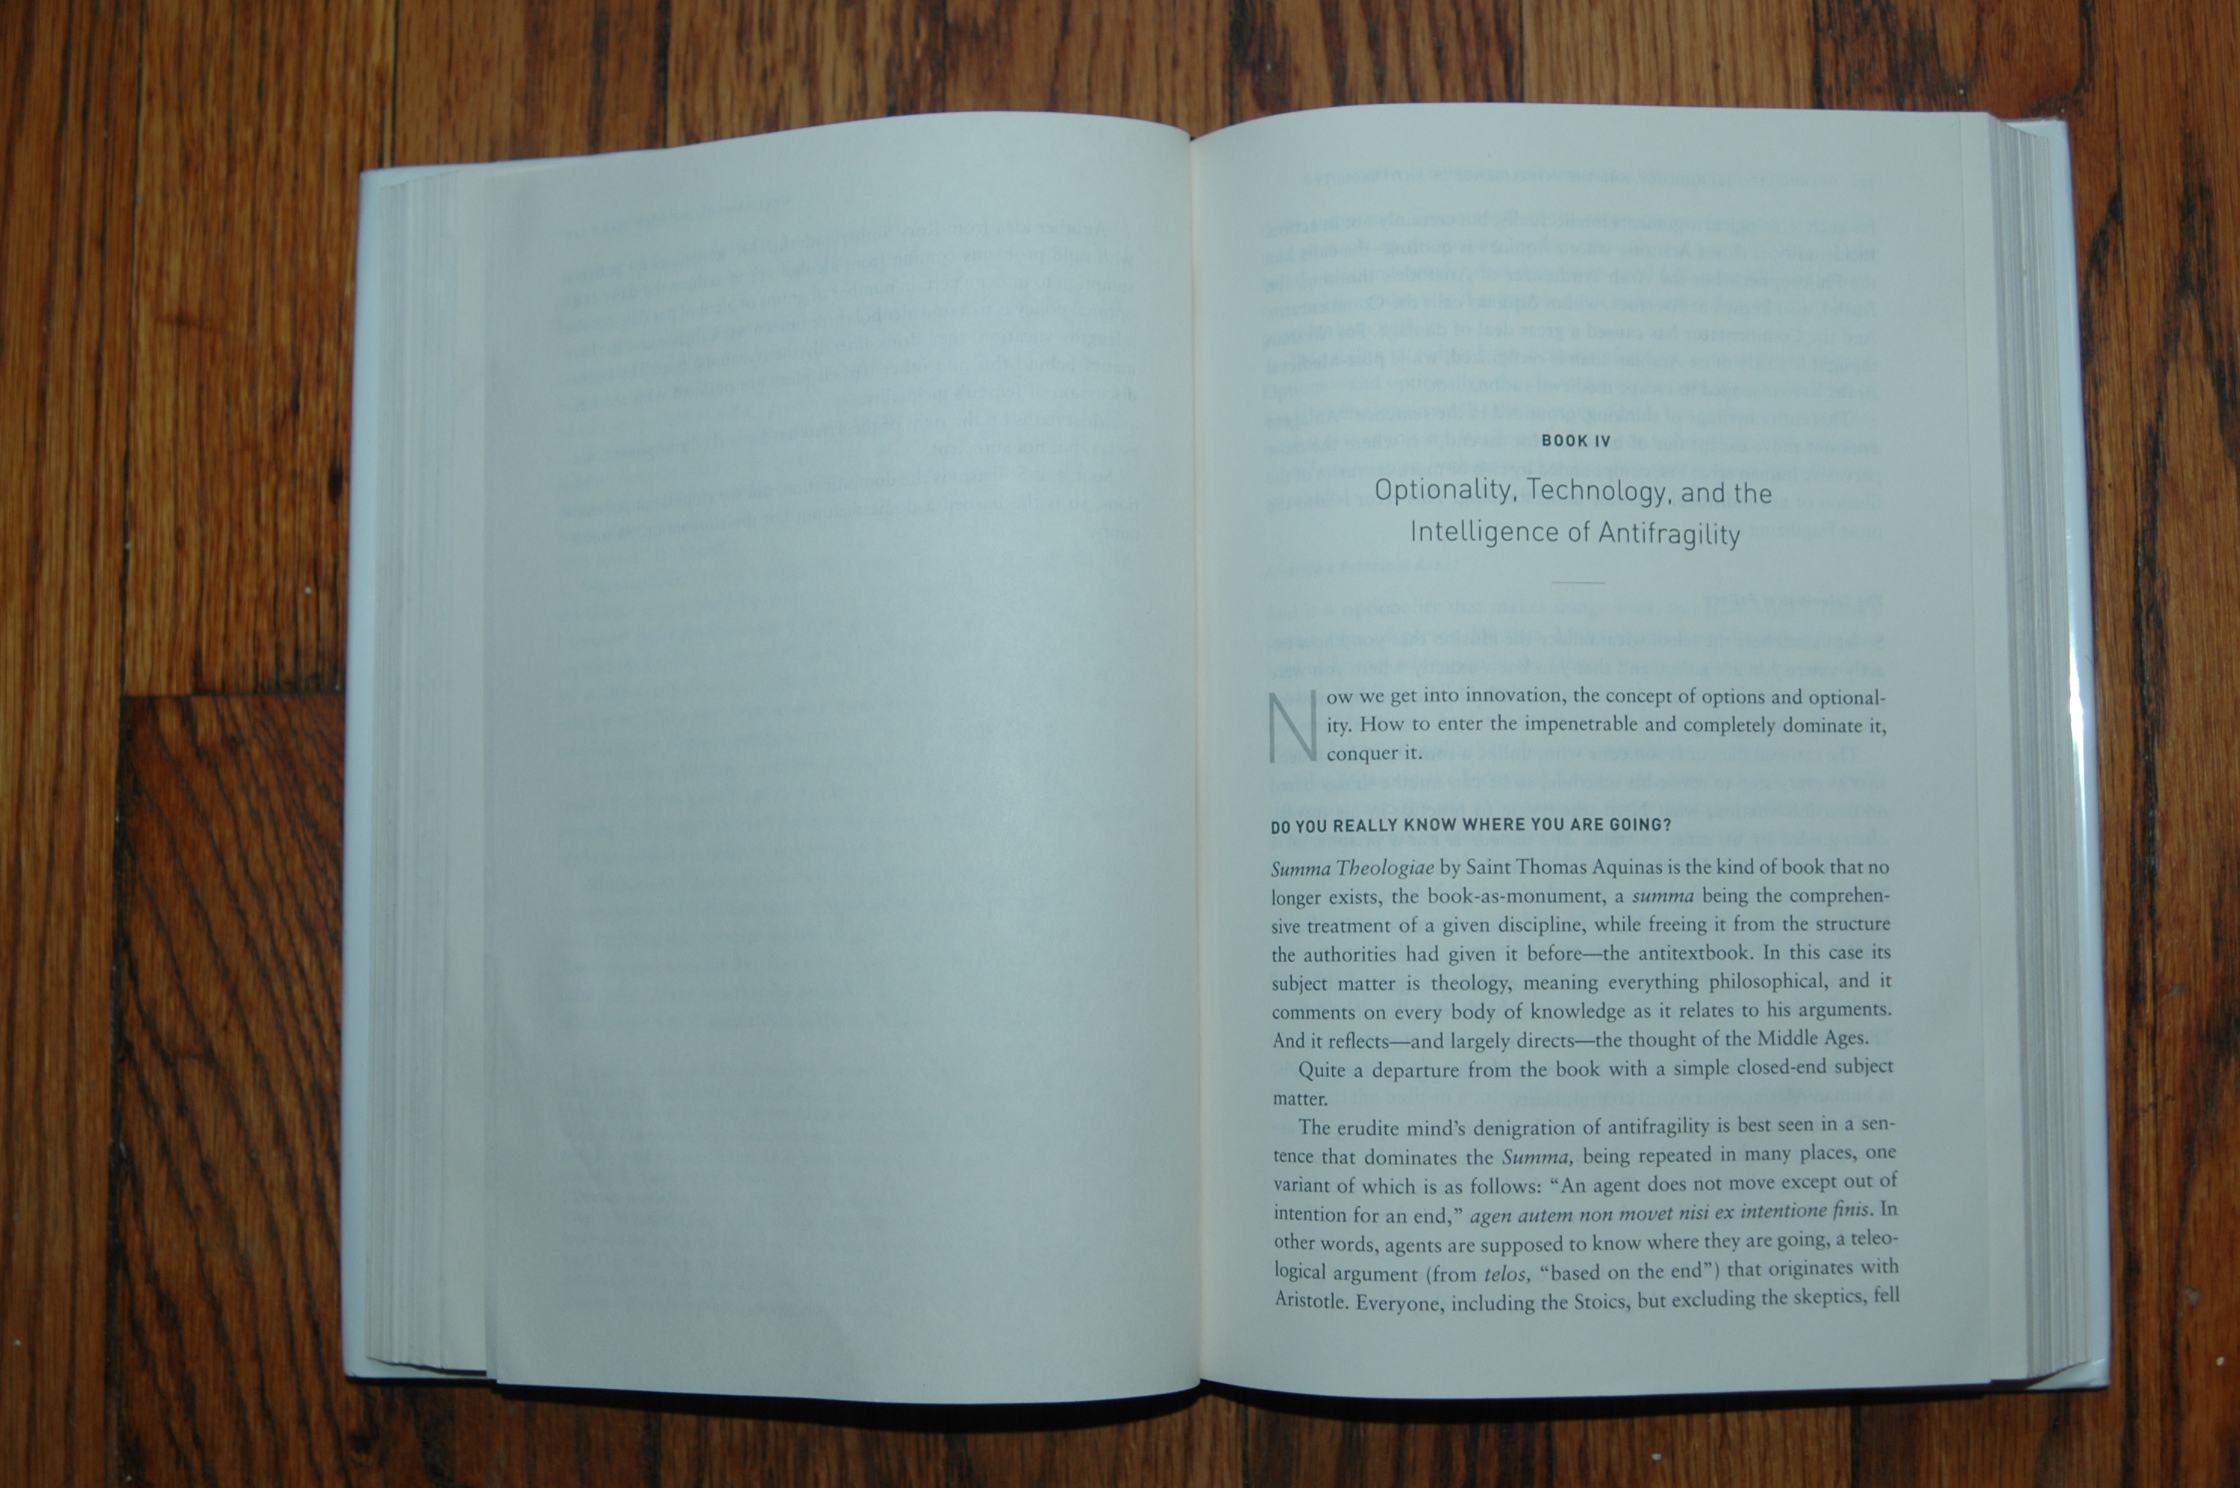 BOOK IV
Optionality, Technology, and the
Intelligence of Antifragility
Now we get into innovation, the concept of options and optional-
ity. How to enter the impenetrable and completely dominate it,
conquer it.
DO YOU REALLY KNOW WHERE YOU ARE GOING?
Summa Theologiae by Saint Thomas Aquinas is the kind of book that no
longer exists, the book-as-monument, a summa being the comprehen-
sive treatment of a given discipline, while freeing it from the structure
the authorities had given it before—the antitextbook. In this case its
subject matter is theology, meaning everything philosophical, and it
comments on every body of knowledge as it relates to his arguments.
And it reflects—and largely directs—the thought of the Middle Ages.
Quite a departure from the book with a simple closed-end subject
matter.
The erudite mind's denigration of antifragility is best seen in a sen-
tence that dominates the Summa, being repeated in many places, one
variant of which is as follows: “An agent does not move except out of
intention for an end,” agen autem non movet nisi ex intentione finis. In
other words, agents are supposed to know where they are going, a teleo-
logical argument (from telos, “based on the end”) that originates with
Aristotle. Everyone, including the Stoics, but excluding the skeptics, fell